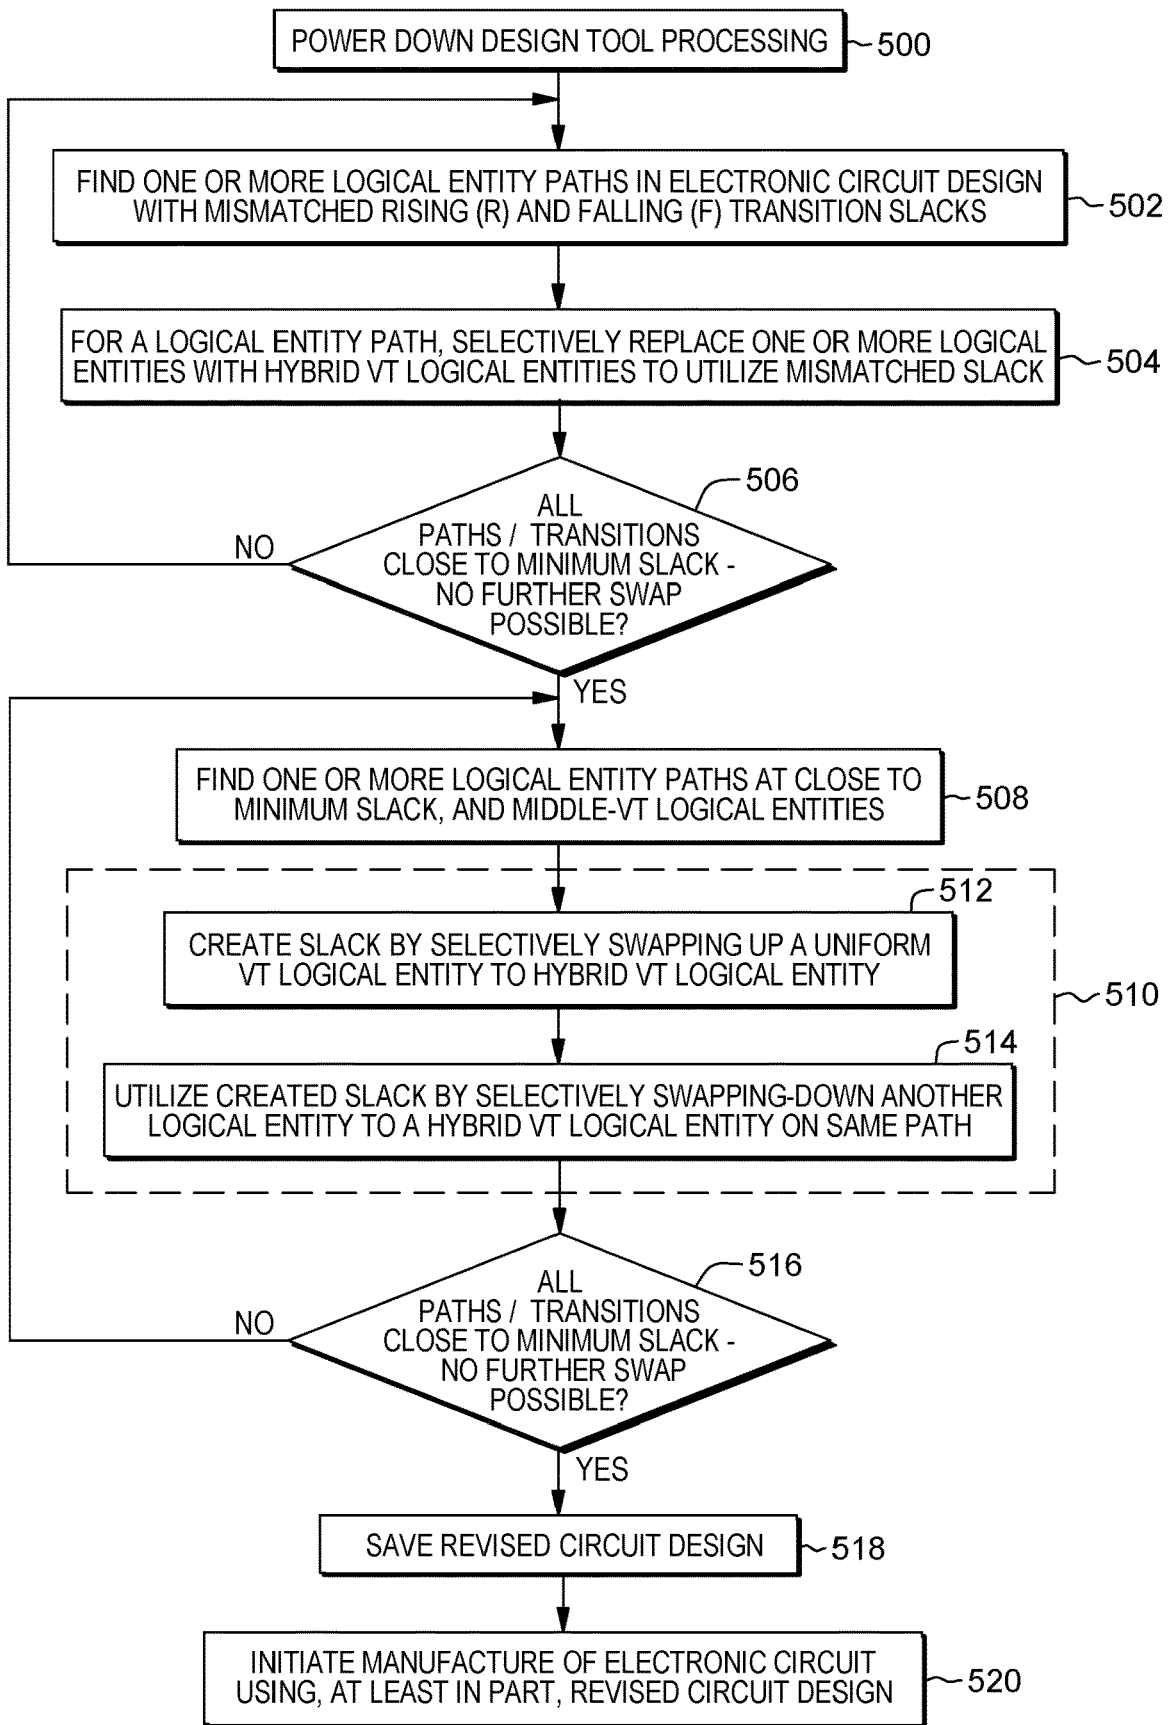 POWER DOWN DESIGN TOOL PROCESSING
500
FIND ONE OR MORE LOGICAL ENTITY PATHS IN ELECTRONIC CIRCUIT DESIGN
WITH MISMATCHED RISING (R) AND FALLING (F) TRANSITION SLACKS
502
FOR A LOGICAL ENTITY PATH, SELECTIVELY REPLACE ONE OR MORE LOGICAL
ENTITIES WITH HYBRID VT LOGICAL ENTITIES TO UTILIZE MISMATCHED SLACK
504
506
ALL
PATHS / TRANSITIONS
CLOSE TO MINIMUM SLACK -
NO FURTHER SWAP
POSSIBLE?
NO
YES
FIND ONE OR MORE LOGICAL ENTITY PATHS AT CLOSE TO
MINIMUM SLACK, AND MIDDLE-VT LOGICAL ENTITIES
508
512
CREATE SLACK BY SELECTIVELY SWAPPING UP A UNIFORM
VT LOGICAL ENTITY TO HYBRID VT LOGICAL ENTITY
510
514
UTILIZE CREATED SLACK BY SELECTIVELY SWAPPING-DOWN ANOTHER
LOGICAL ENTITY TO A HYBRID VT LOGICAL ENTITY ON SAME PATH
516
ALL
PATHS / TRANSITIONS
CLOSE TO MINIMUM SLACK -
NO FURTHER SWAP
POSSIBLE?
NO
YES
SAVE REVISED CIRCUIT DESIGN
518
INITIATE MANUFACTURE OF ELECTRONIC CIRCUIT
USING, AT LEAST IN PART, REVISED CIRCUIT DESIGN
520